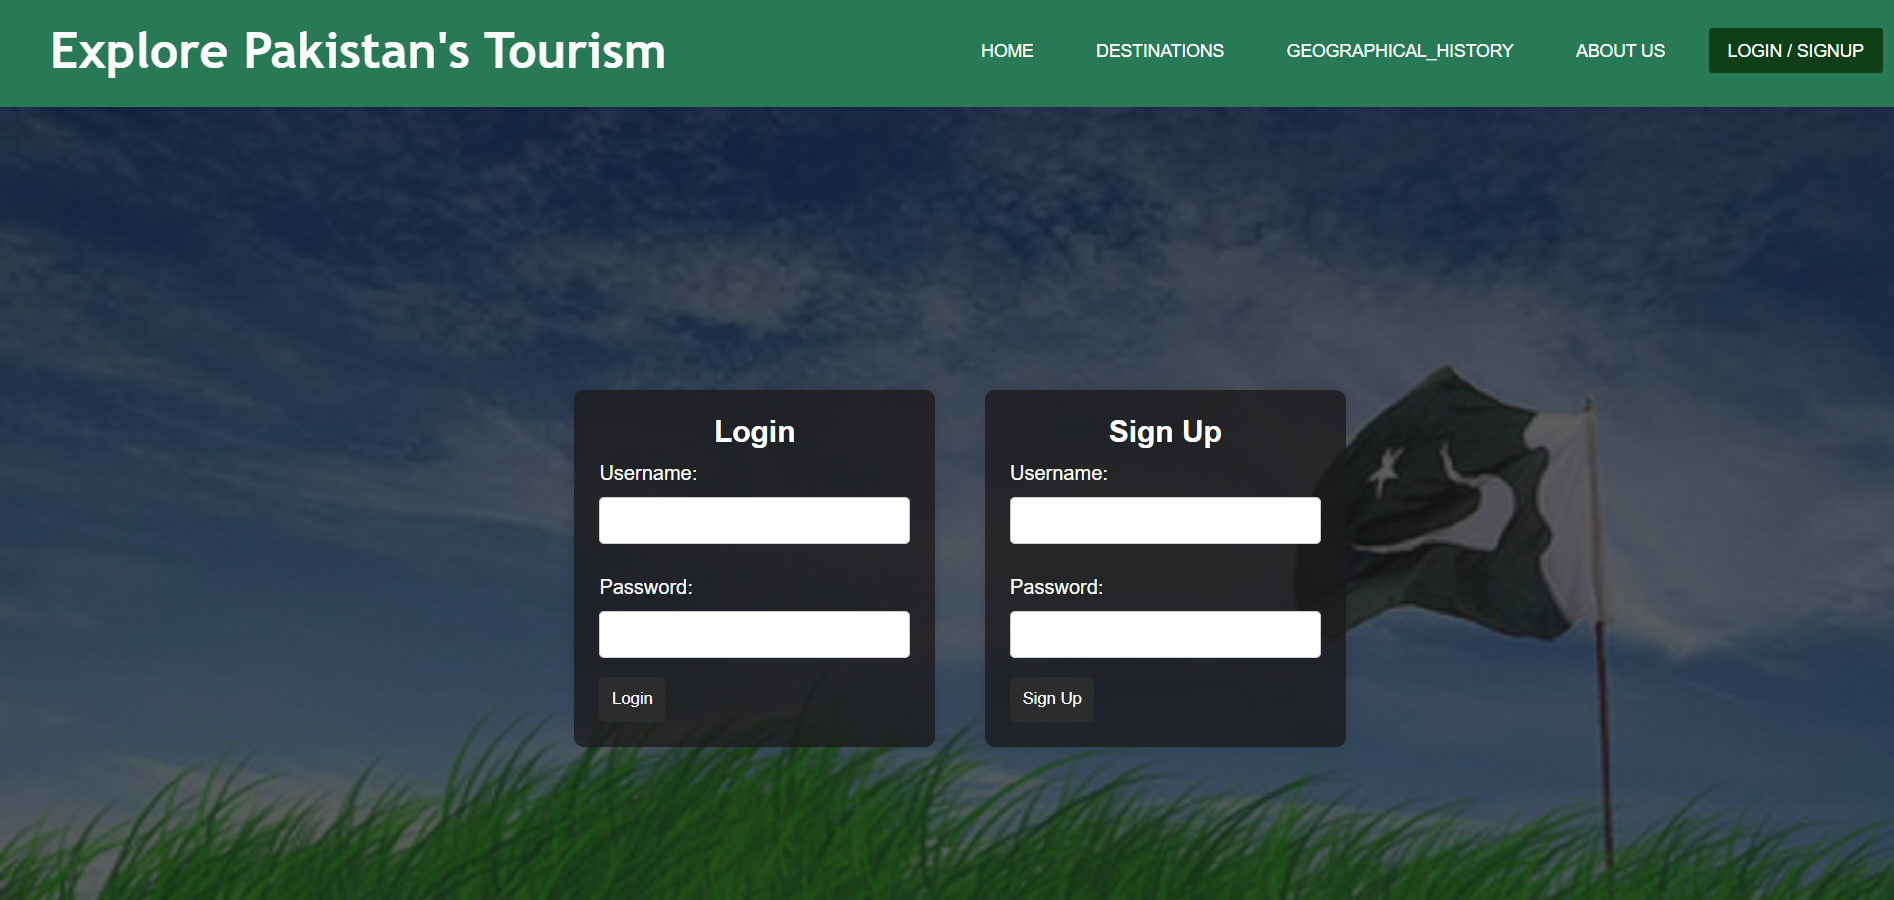 Explore Pakistan's Tourism
HOME DESTINATIONS GEOGRAPHICAL_HISTORY ABOUT US LOGIN / SIGNUP
Login
Username:
Password:
Login
Sign Up
Username:
Password:
Sign Up